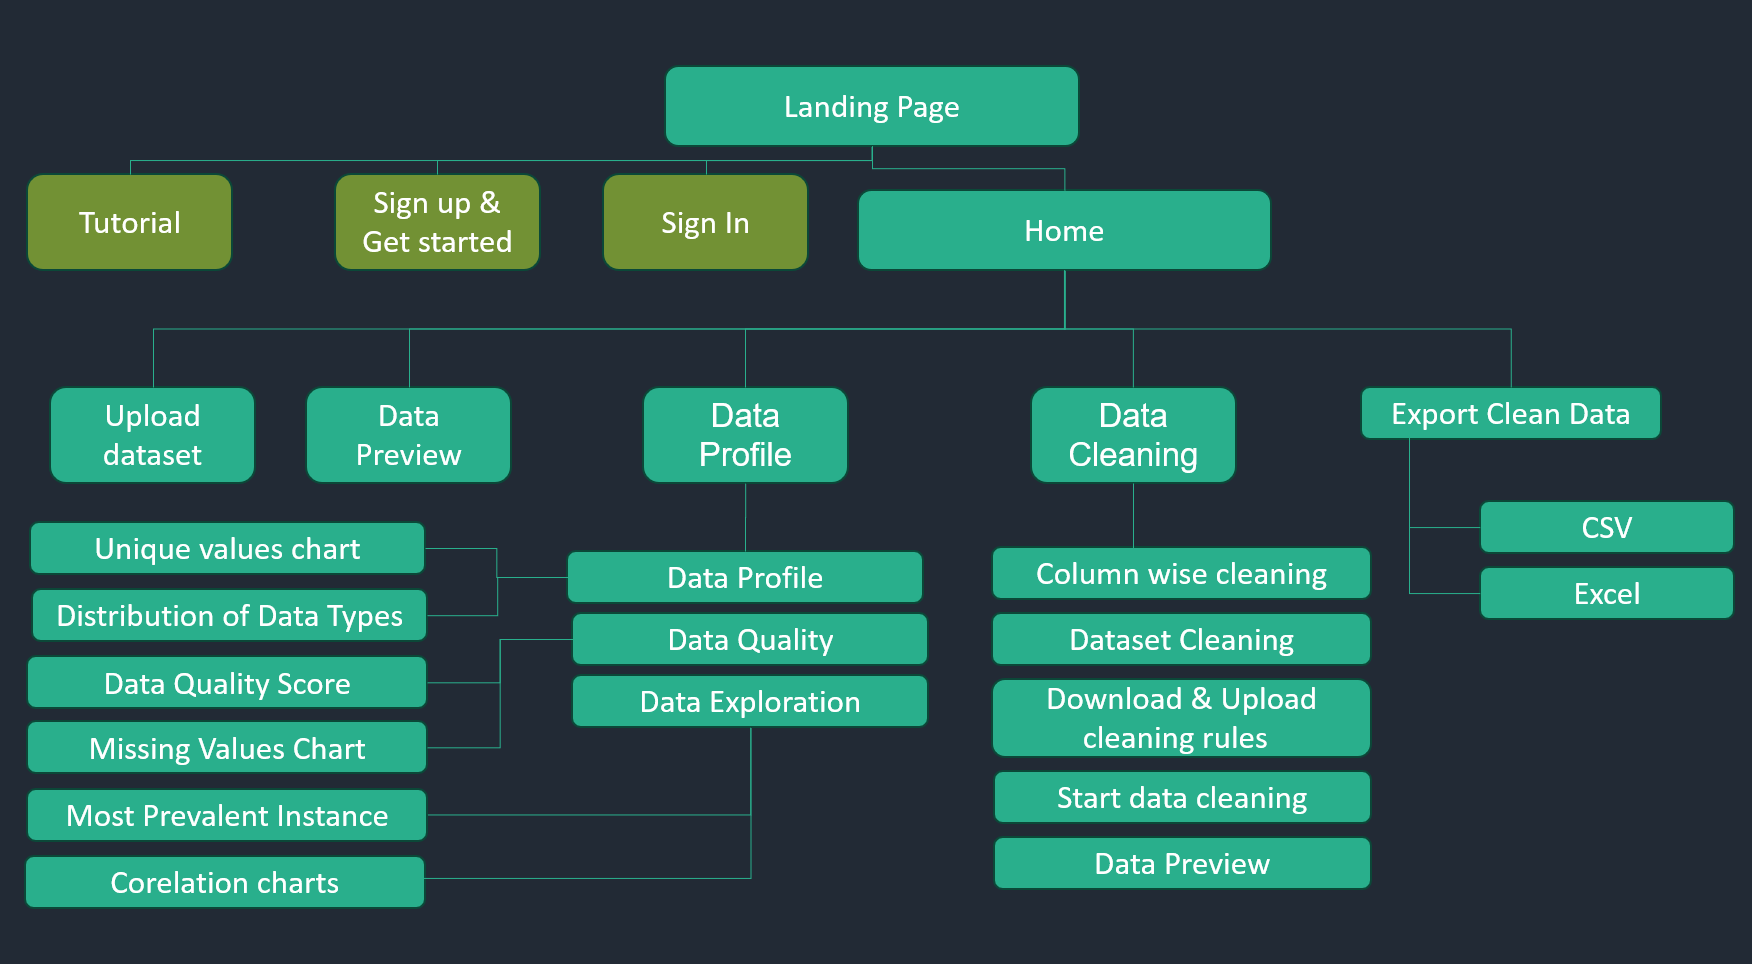 Landing Page
Tutorial
Sign up &
Get started
Sign In
Home
Upload
dataset
Data
Preview
Data
Profile
Data
Cleaning
Export Clean Data
Unique values chart
Distribution of Data Types
Data Quality Score
Missing Values Chart
Most Prevalent Instance
Corelation charts
Data Profile
Data Quality
Data Exploration
Column wise cleaning
Dataset Cleaning
Download & Upload
cleaning rules
Start data cleaning
Data Preview
CSV
Excel